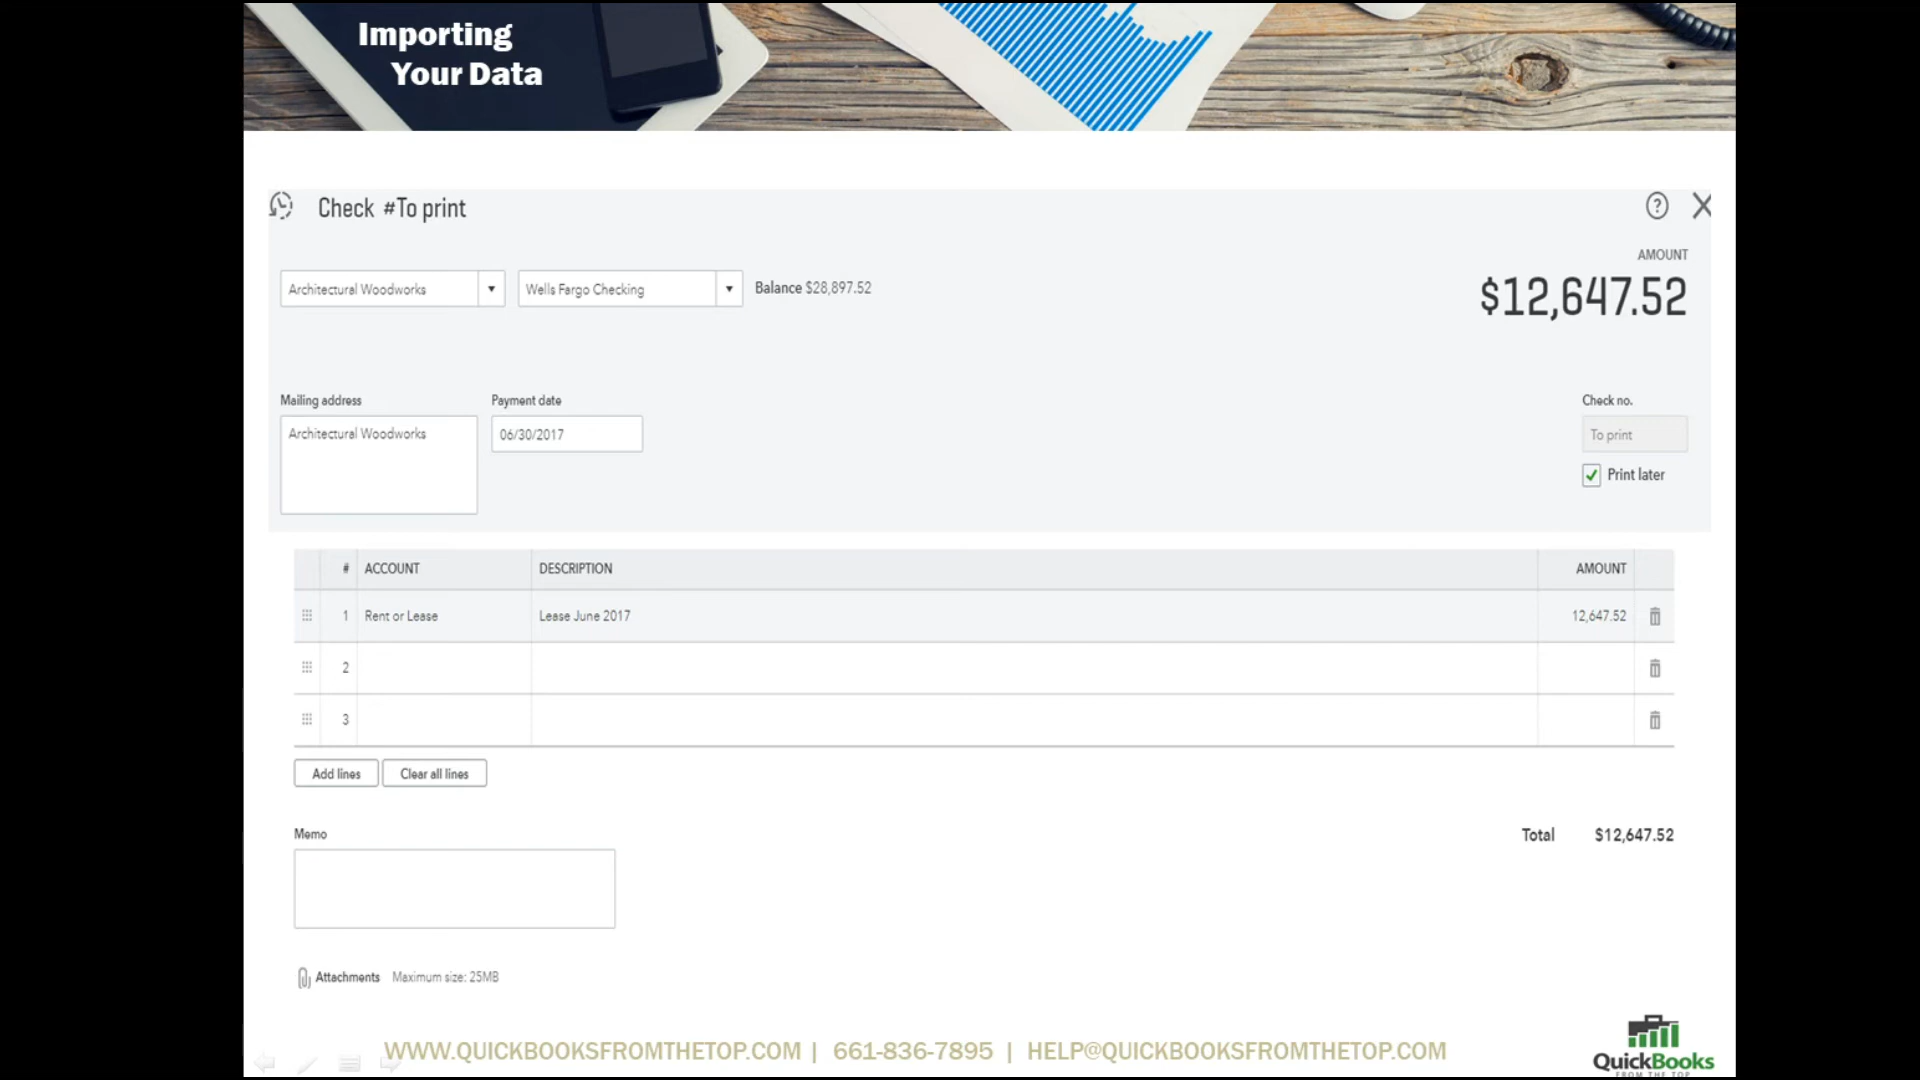 Importing
Your Data
Check #To print
?
AMOUNT
$12,647.52
Architectural Woodworks
Wells Fargo Checking
Balance $28,897.52
Mailing address
Payment date
Check no.
Architectural Woodworks
06/30/2017
To print
Print later
# ACCOUNT DESCRIPTION AMOUNT
1 Rent or Lease Lease June 2017 12,647.52
2
3
Add lines
Clear all lines
Memo
Total $12,647.52
Attachments Maximum size: 25MB
WWW.QUICKBOOKSFROMTHETOP.COM | 661-836-7895 | HELP@QUICKBOOKSFROMTHETOP.COM
QuickBooks
FROM THE TOP